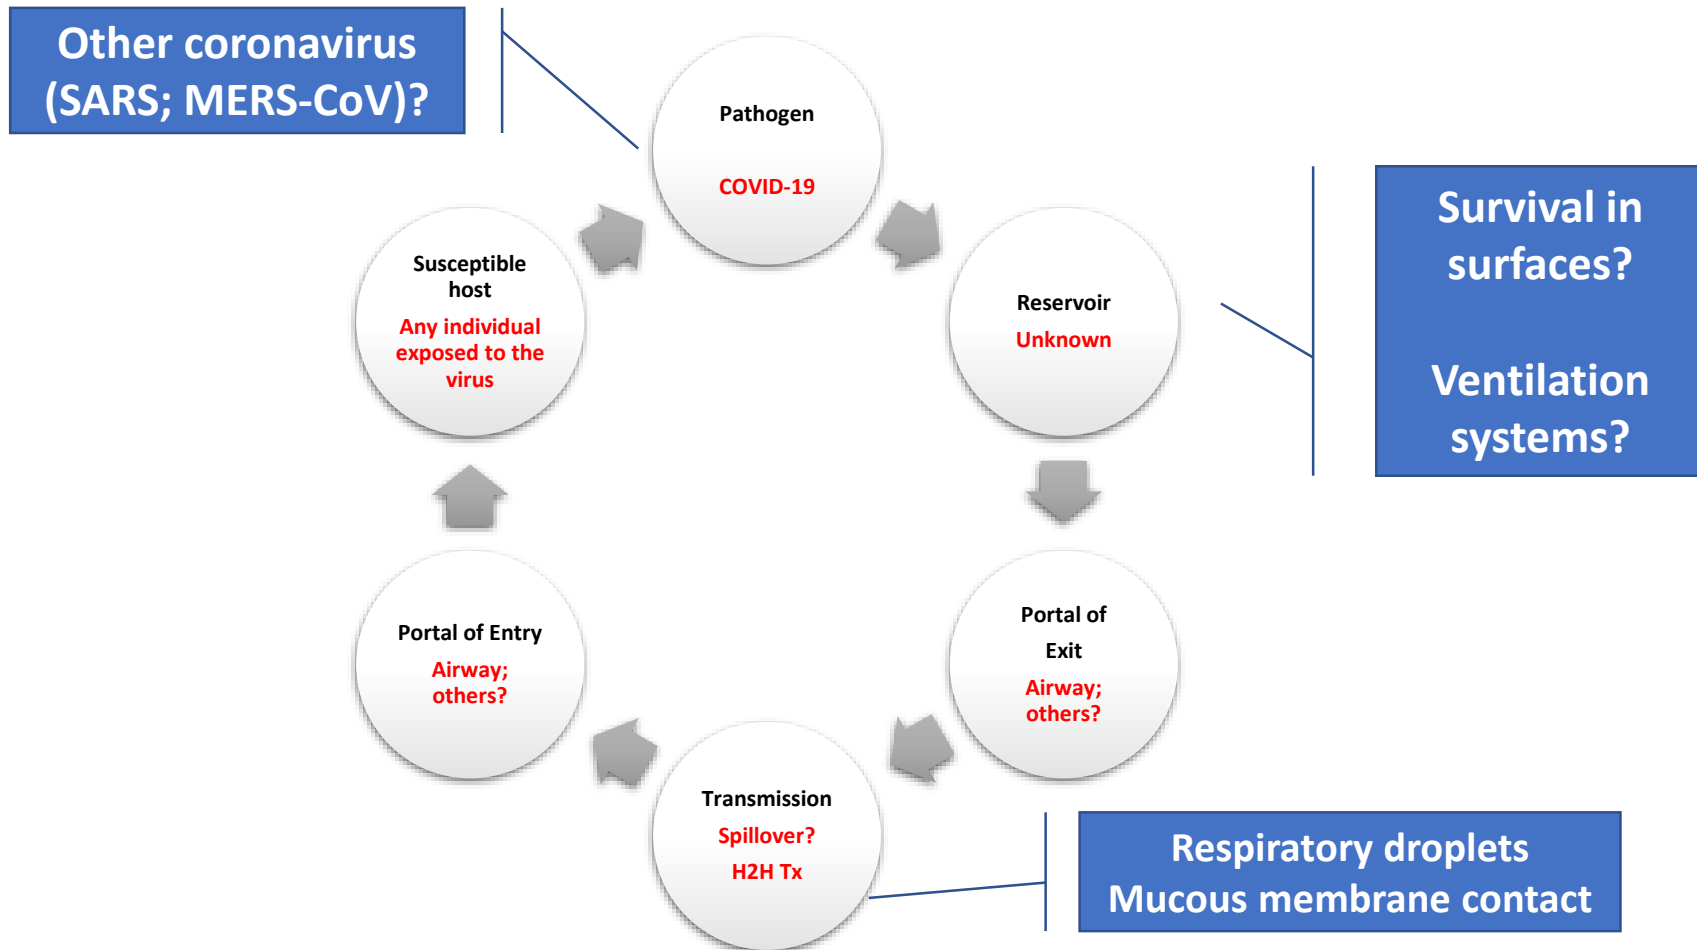 Other coronavirus
(SARS; MERS-CoV)?
Pathogen
COVID-19
Survival in
surfaces?
Ventilation
systems?
Reservoir
Unknown
Portal of
Exit
Airway;
others?
Transmission
Spillover?
H2H Tx
Respiratory droplets
Mucous membrane contact
Portal of Entry
Airway;
others?
Susceptible
host
Any individual
exposed to the
virus